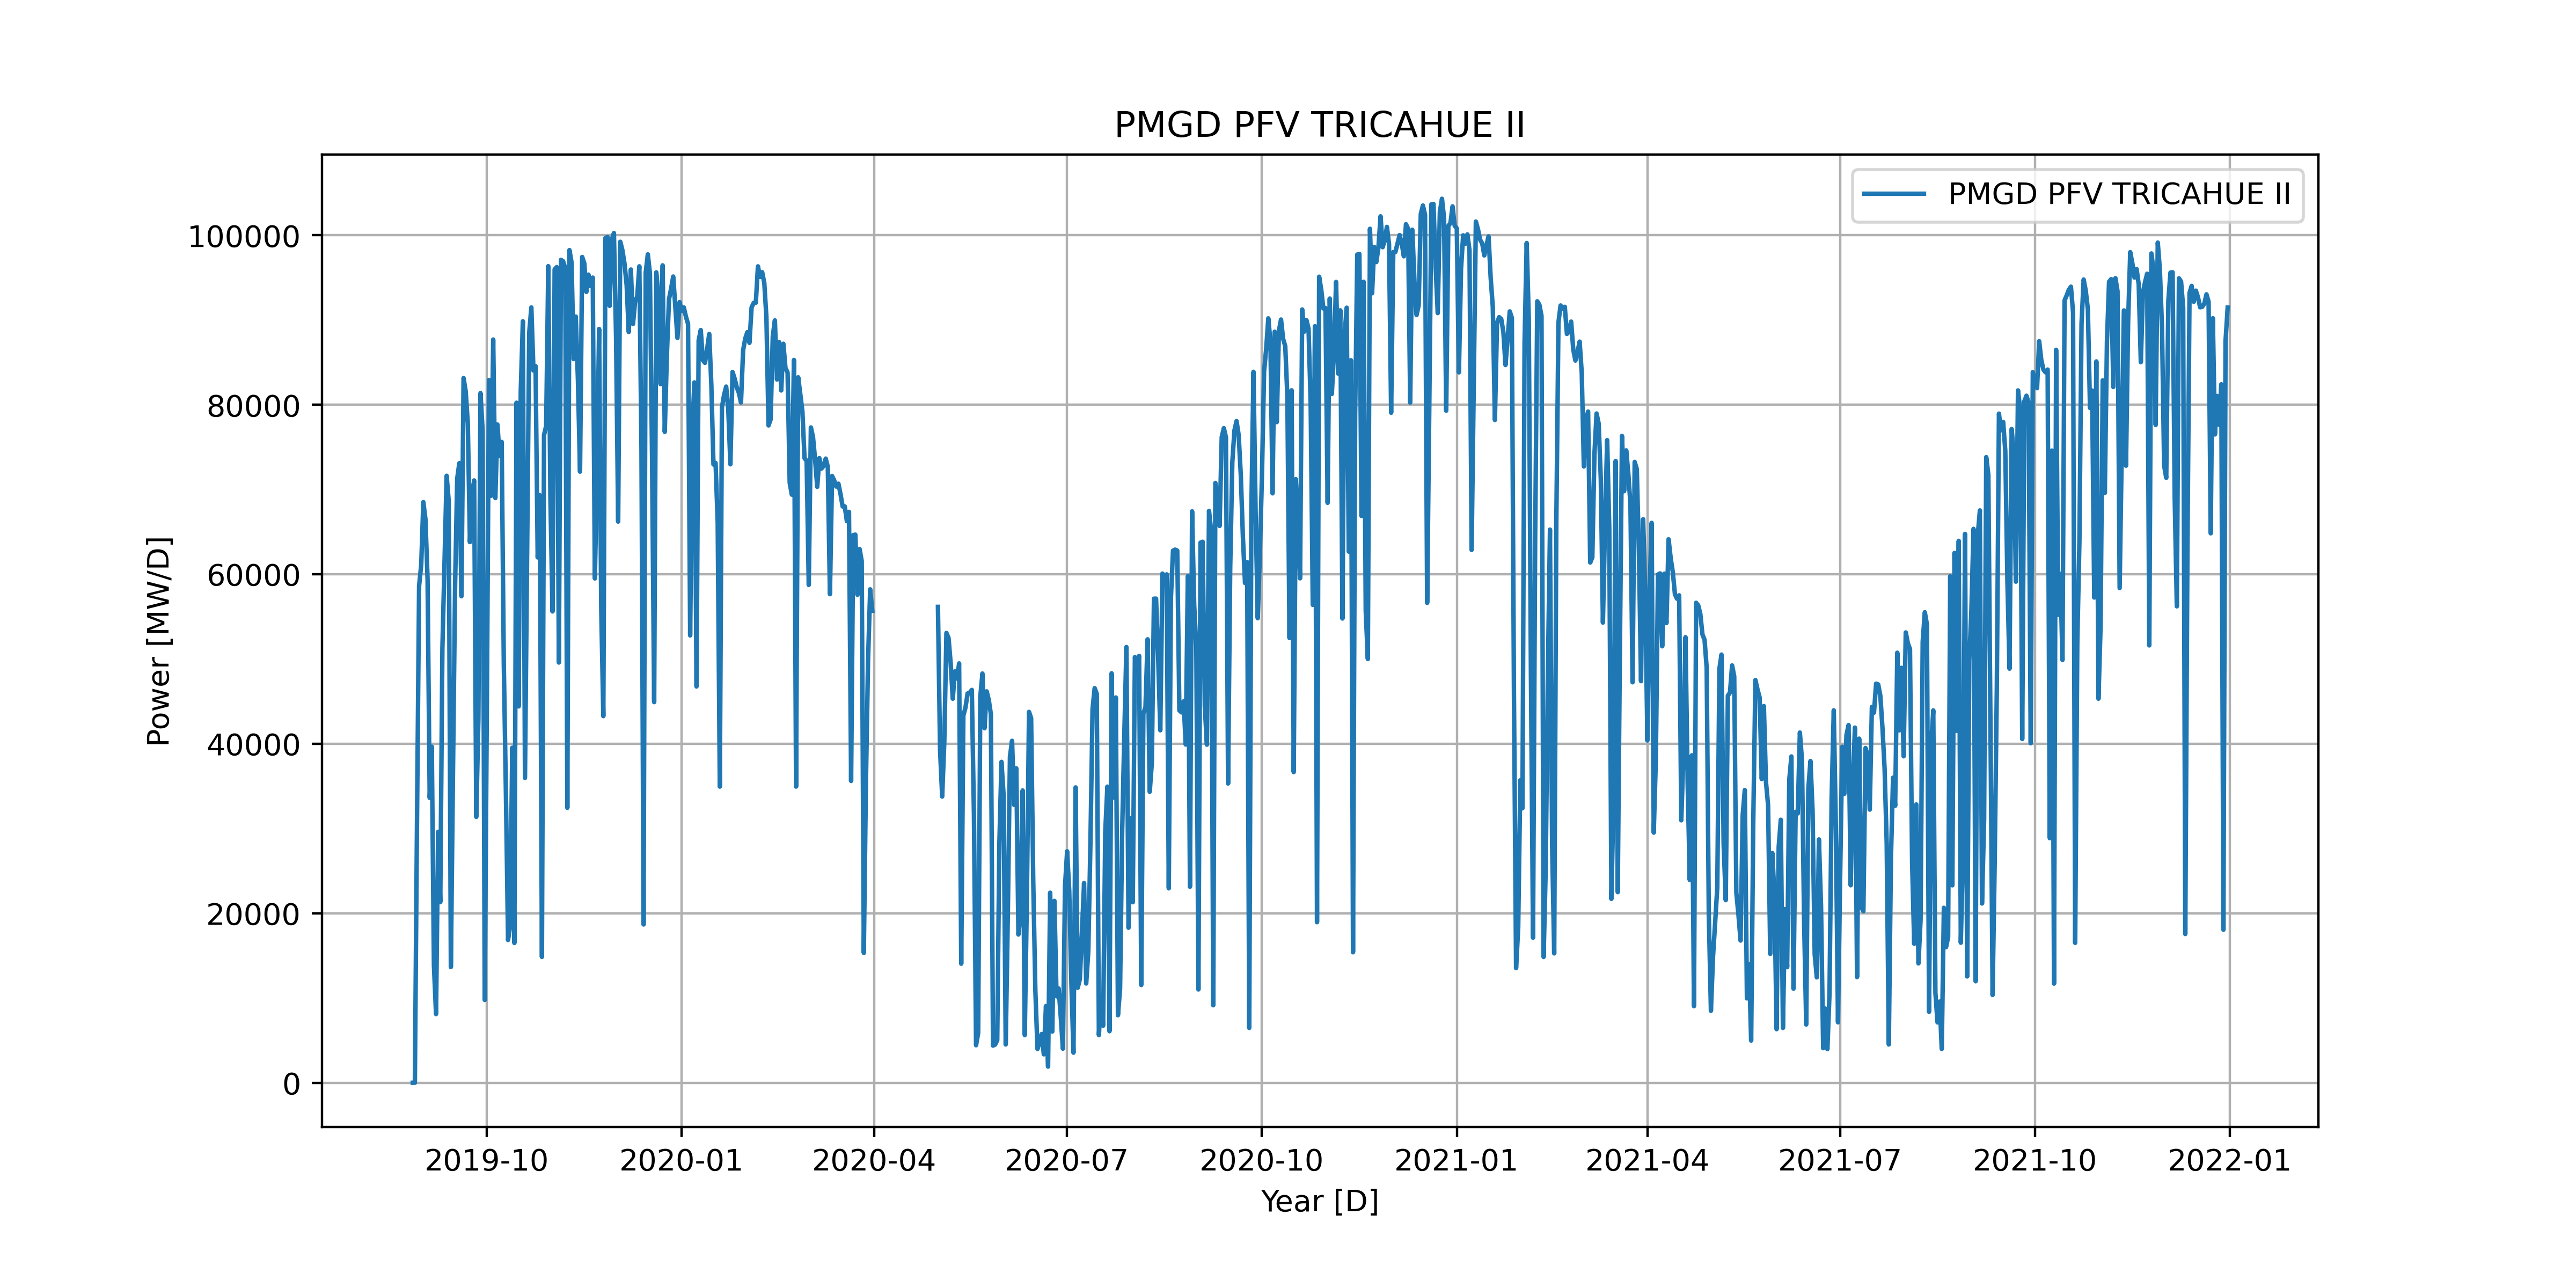 PMGD PFV TRICAHUE II
PMGD PFV TRICAHUE II
100000
80000
60000
40000
20000
0
Power [MW/D]
2019-10 2020-01 2020-04 2020-07 2020-10 2021-01 2021-04 2021-07 2021-10 2022-01
Year [D]